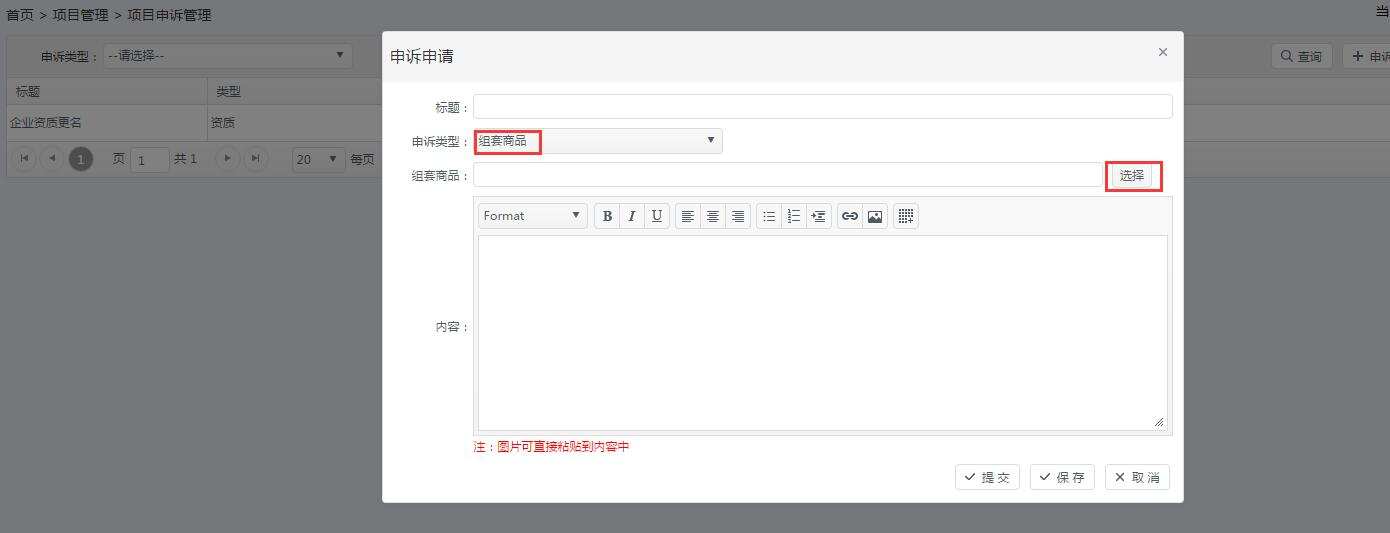 首页 > 项目管理 > 项目申诉管理
当
申诉申请
×
申诉类型： --请选择--
查询
申诉
标题
类型
企业资质更名
资质
1
页 1 共 1
20 每页
标题：
申诉类型： 组套商品
组套商品：
选择
Format
B I U
内容：
注：图片可直接粘贴到内容中
提 交
保 存
取 消